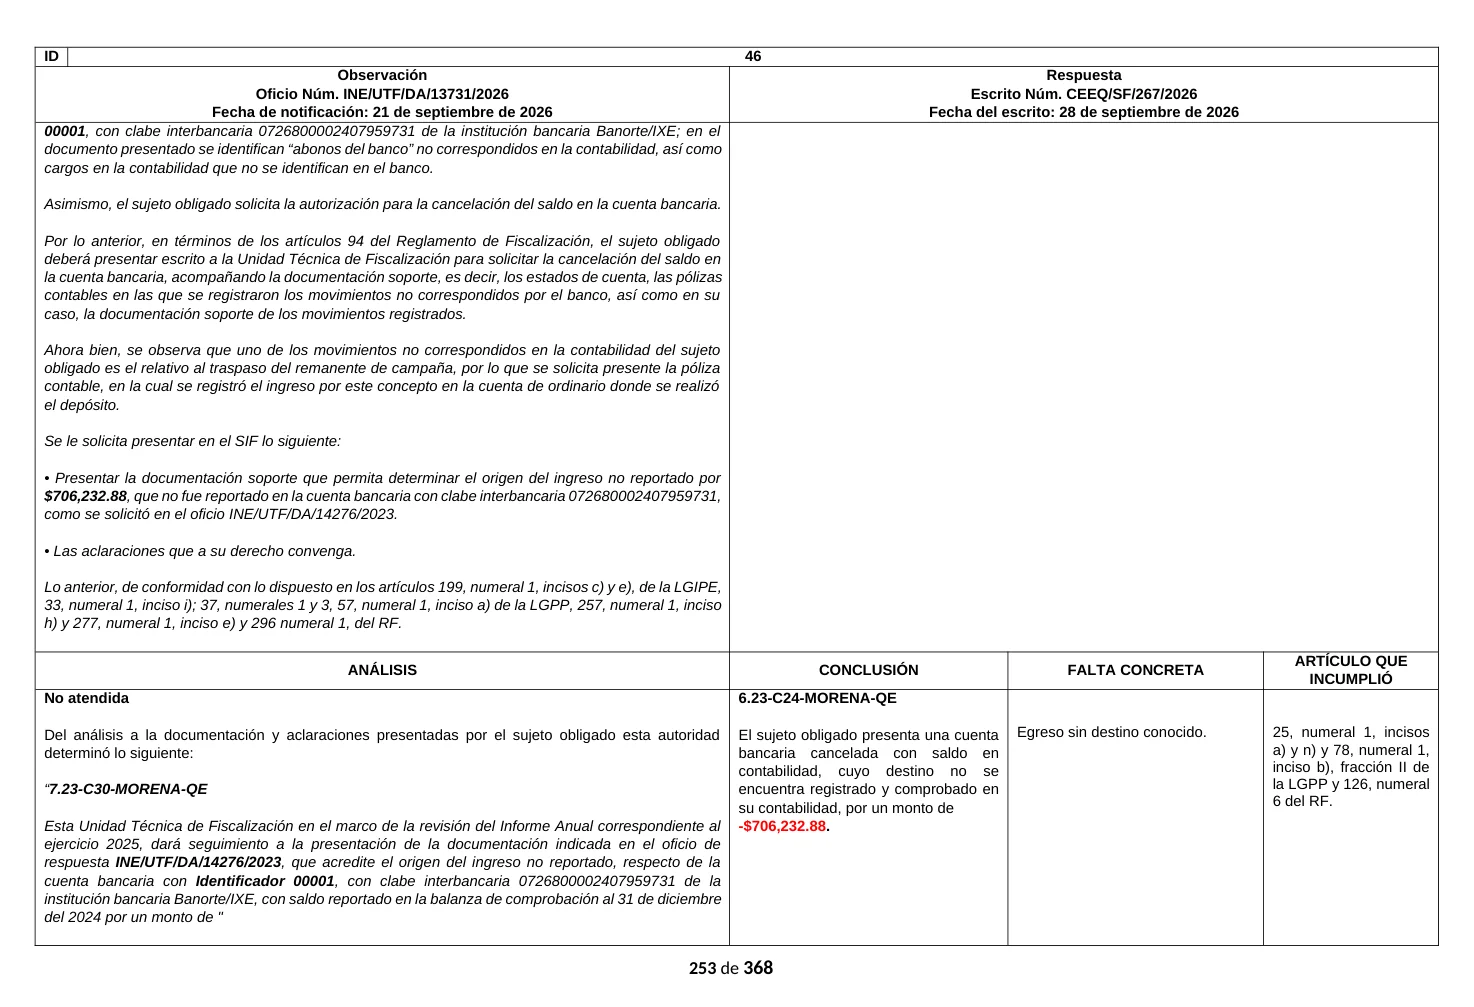 ID 46
Observación
Oficio Núm. INE/UTF/DA/13731/2026
Fecha de notificación: 21 de septiembre de 2026
Respuesta
Escrito Núm. CEEQ/SF/267/2026
Fecha del escrito: 28 de septiembre de 2026
00001, con clabe interbancaria 0726800002407959731 de la institución bancaria Banorte/IXE; en el
documento presentado se identifican “abonos del banco” no correspondidos en la contabilidad, así como
cargos en la contabilidad que no se identifican en el banco.
Asimismo, el sujeto obligado solicita la autorización para la cancelación del saldo en la cuenta bancaria.
Por lo anterior, en términos de los artículos 94 del Reglamento de Fiscalización, el sujeto obligado
deberá presentar escrito a la Unidad Técnica de Fiscalización para solicitar la cancelación del saldo en
la cuenta bancaria, acompañando la documentación soporte, es decir, los estados de cuenta, las pólizas
contables en las que se registraron los movimientos no correspondidos por el banco, así como en su
caso, la documentación soporte de los movimientos registrados.
Ahora bien, se observa que uno de los movimientos no correspondidos en la contabilidad del sujeto
obligado es el relativo al traspaso del remanente de campaña, por lo que se solicita presente la póliza
contable, en la cual se registró el ingreso por este concepto en la cuenta de ordinario donde se realizó
el depósito.
Se le solicita presentar en el SIF lo siguiente:
• Presentar la documentación soporte que permita determinar el origen del ingreso no reportado por
$706,232.88, que no fue reportado en la cuenta bancaria con clabe interbancaria 072680002407959731,
como se solicitó en el oficio INE/UTF/DA/14276/2023.
• Las aclaraciones que a su derecho convenga.
Lo anterior, de conformidad con lo dispuesto en los artículos 199, numeral 1, incisos c) y e), de la LGIPE,
33, numeral 1, inciso i); 37, numerales 1 y 3, 57, numeral 1, inciso a) de la LGPP, 257, numeral 1, inciso
h) y 277, numeral 1, inciso e) y 296 numeral 1, del RF.
ANÁLISIS
CONCLUSIÓN
FALTA CONCRETA
ARTÍCULO QUE
INCUMPLIÓ
No atendida
Del análisis a la documentación y aclaraciones presentadas por el sujeto obligado esta autoridad
determinó lo siguiente:
“7.23-C30-MORENA-QE
Esta Unidad Técnica de Fiscalización en el marco de la revisión del Informe Anual correspondiente al
ejercicio 2025, dará seguimiento a la presentación de la documentación indicada en el oficio de
respuesta INE/UTF/DA/14276/2023, que acredite el origen del ingreso no reportado, respecto de la
cuenta bancaria con Identificador 00001, con clabe interbancaria 0726800002407959731 de la
institución bancaria Banorte/IXE, con saldo reportado en la balanza de comprobación al 31 de diciembre
del 2024 por un monto de "
6.23-C24-MORENA-QE
El sujeto obligado presenta una cuenta
bancaria cancelada con saldo en
contabilidad, cuyo destino no se
encuentra registrado y comprobado en
su contabilidad, por un monto de
-$706,232.88.
Egreso sin destino conocido.
25, numeral 1, incisos
a) y n) y 78, numeral 1,
inciso b), fracción II de
la LGPP y 126, numeral
6 del RF.
253 de 368